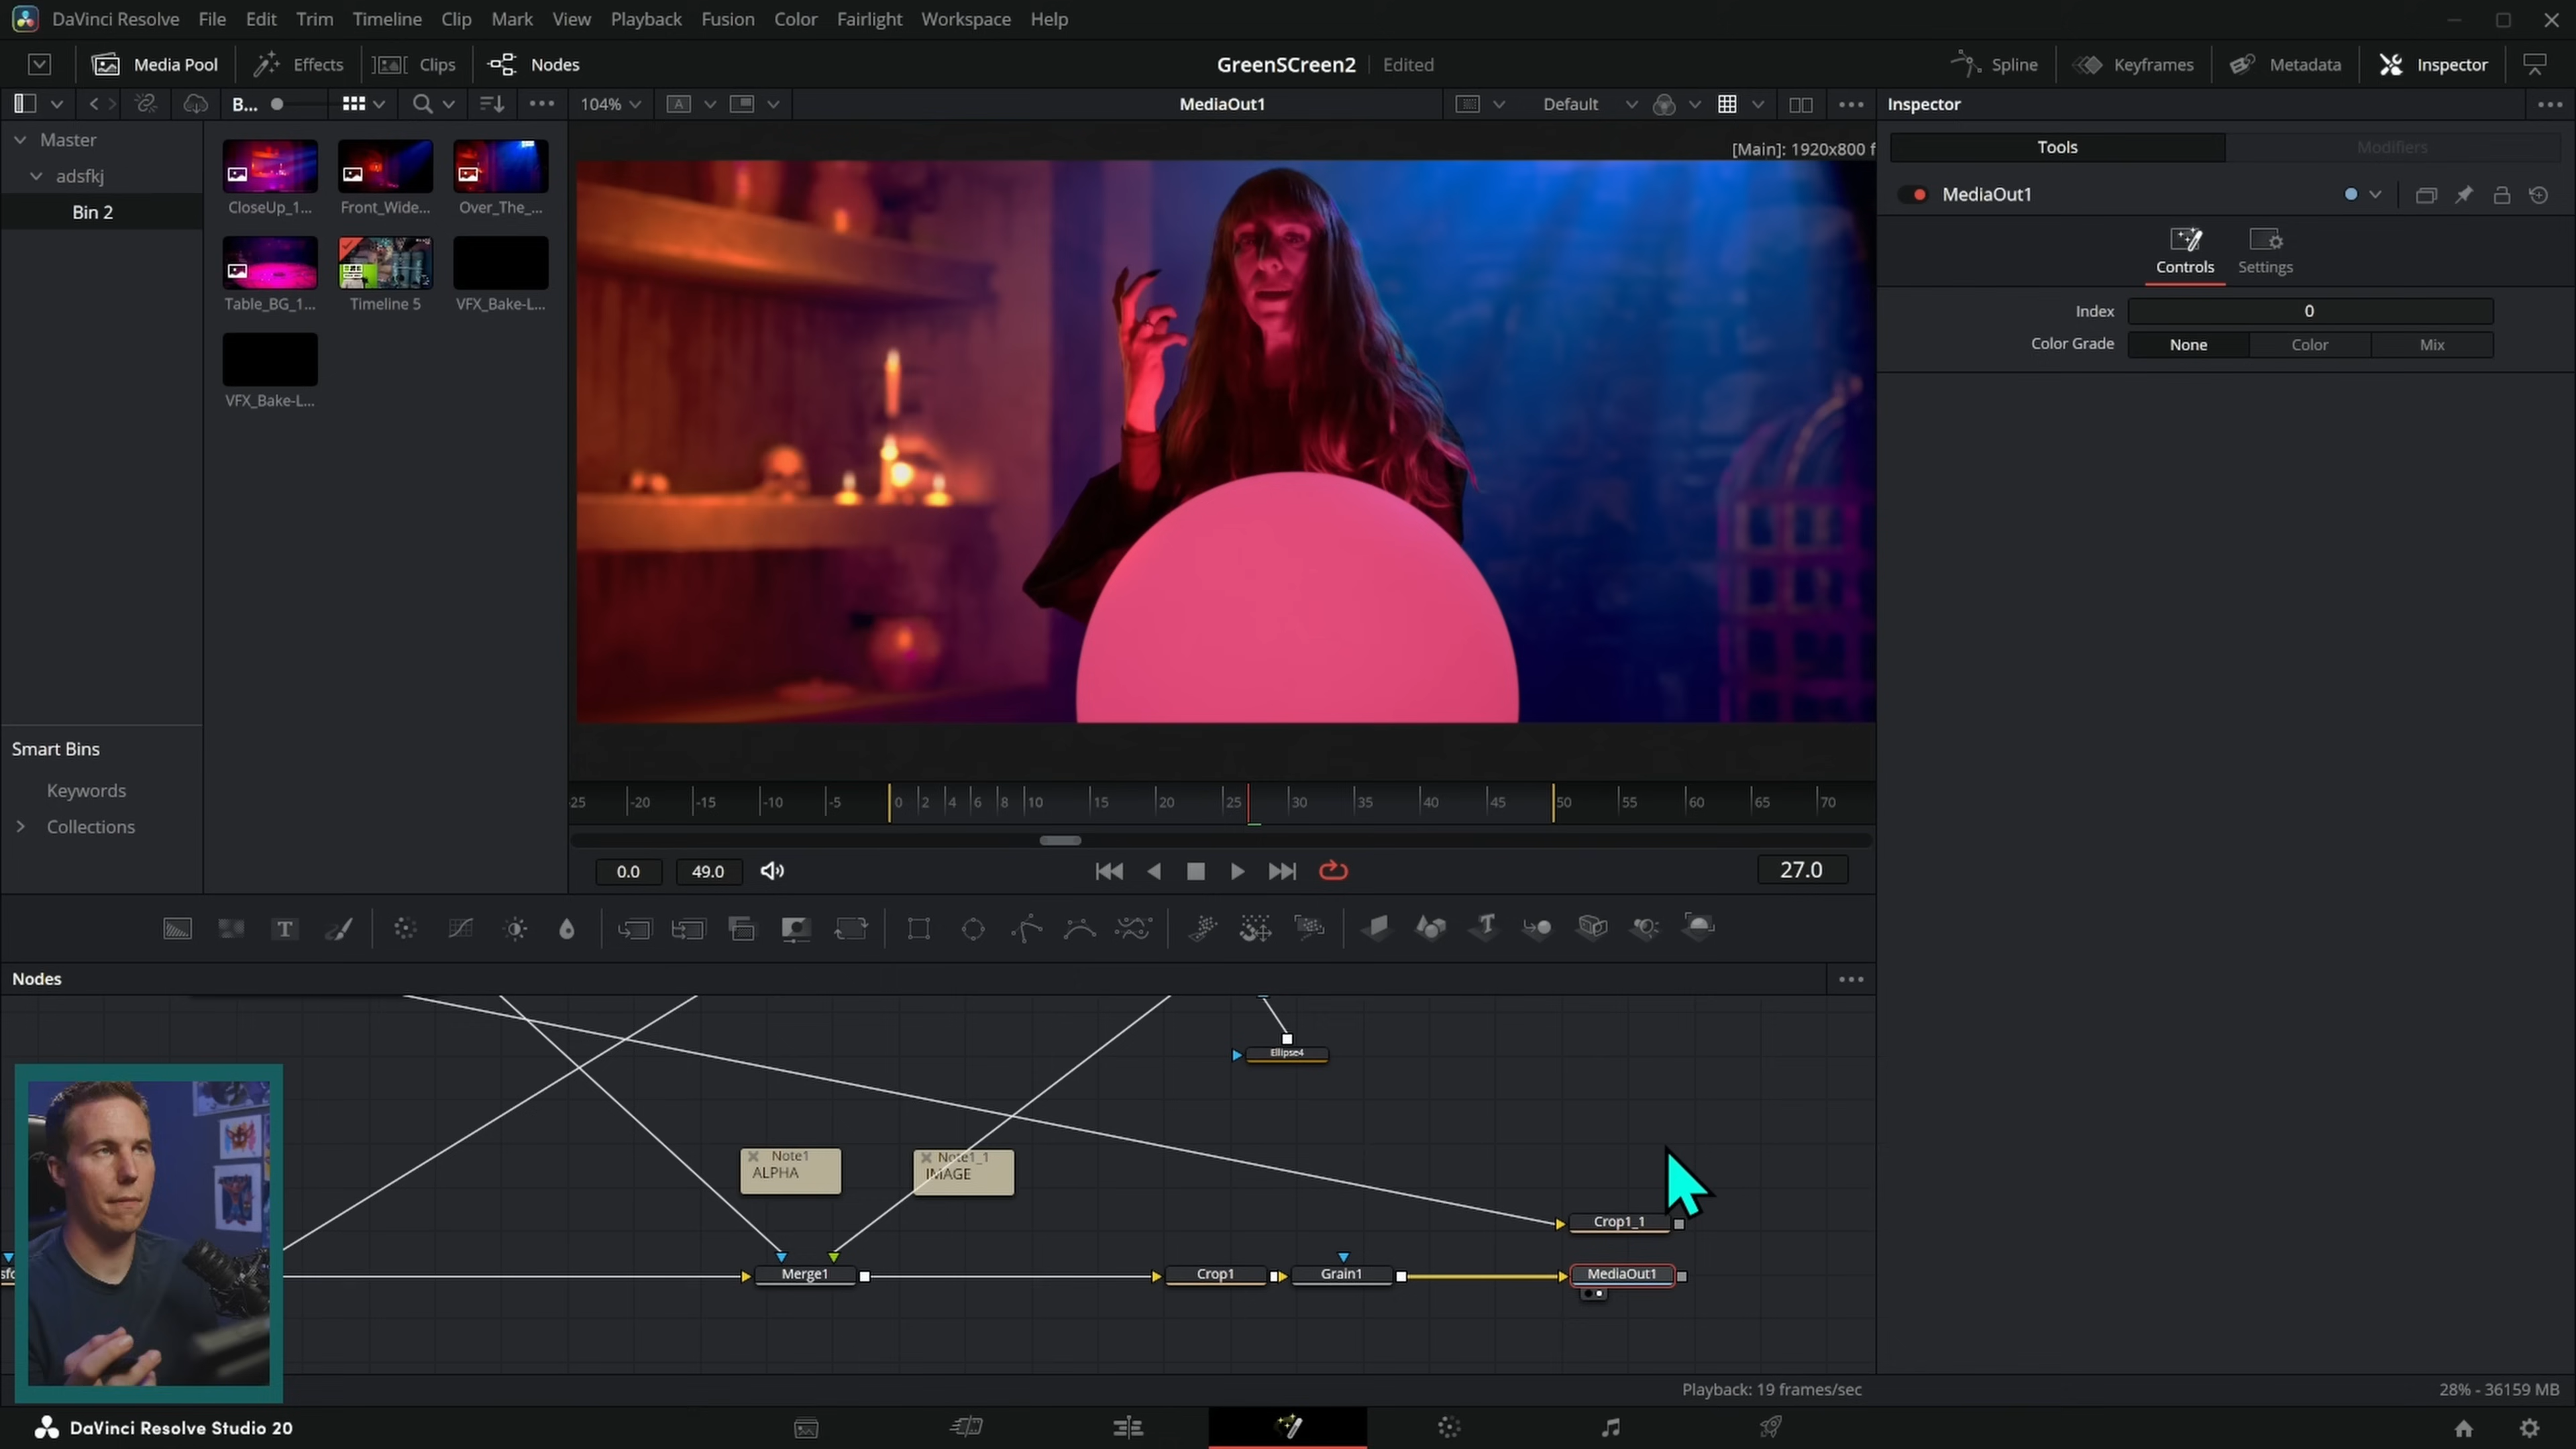 DaVinci Resolve File Edit Trim Timeline Clip Mark View Playback Fusion Color Fairlight Workspace Help
Media Pool Effects Clips Nodes GreenSCreen2 Edited Spline Keyframes Metadata Inspector
B... 104% A MediaOut1 Default Inspector
Master
adsfkj
Bin 2
CloseUp_1... Front_Wide... Over_The_...
Table_BG_1... Timeline 5 VFX_Bake-L...
VFX_Bake-L...
[Main]: 1920x800 f
Tools Modifiers
MediaOut1
Controls Settings
Index 0
Color Grade None Color Mix
Smart Bins
Keywords
Collections
25 -20 -15 -10 -5 0 2 4 6 8 10 15 20 25 30 35 40 45 50 55 60 65 70
0.0 49.0 27.0
T T
Nodes
Ellipse4
Note1
ALPHA
Note1_1
IMAGE
Crop1_1
Merge1 Crop1 Grain1 MediaOut1
Playback: 19 frames/sec 28% - 36159 MB
DaVinci Resolve Studio 20